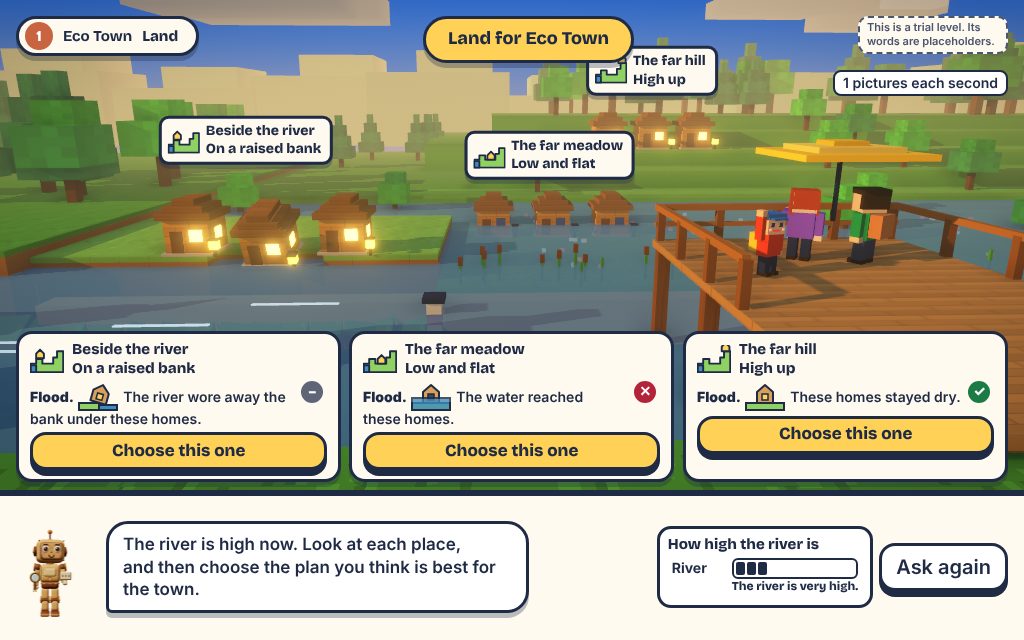 1 Eco Town Land
Land for Eco Town
This is a trial level. Its
words are placeholders.
The far hill
High up
1 pictures each second
Beside the river
On a raised bank
The far meadow
Low and flat
Beside the river
On a raised bank
Flood. The river wore away the
bank under these homes.
Choose this one
The far meadow
Low and flat
Flood. The water reached
these homes.
Choose this one
The far hill
High up
Flood. These homes stayed dry.
Choose this one
The river is high now. Look at each place,
and then choose the plan you think is best for
the town.
How high the river is
River
The river is very high.
Ask again